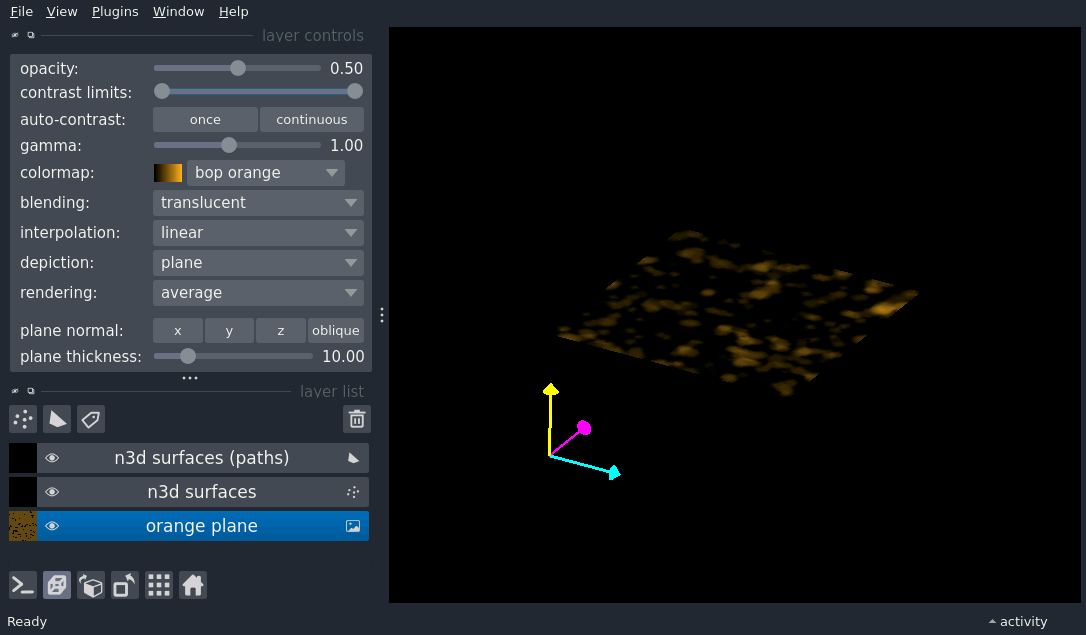 File View Plugins Window Help
layer controls
opacity: 0.50
contrast limits:
auto-contrast: once continuous
gamma: 1.00
colormap: bop orange
blending: translucent
interpolation: linear
depiction: plane
rendering: average
plane normal: x y z oblique
plane thickness: 10.00
layer list
n3d surfaces (paths)
n3d surfaces
orange plane
Ready activity